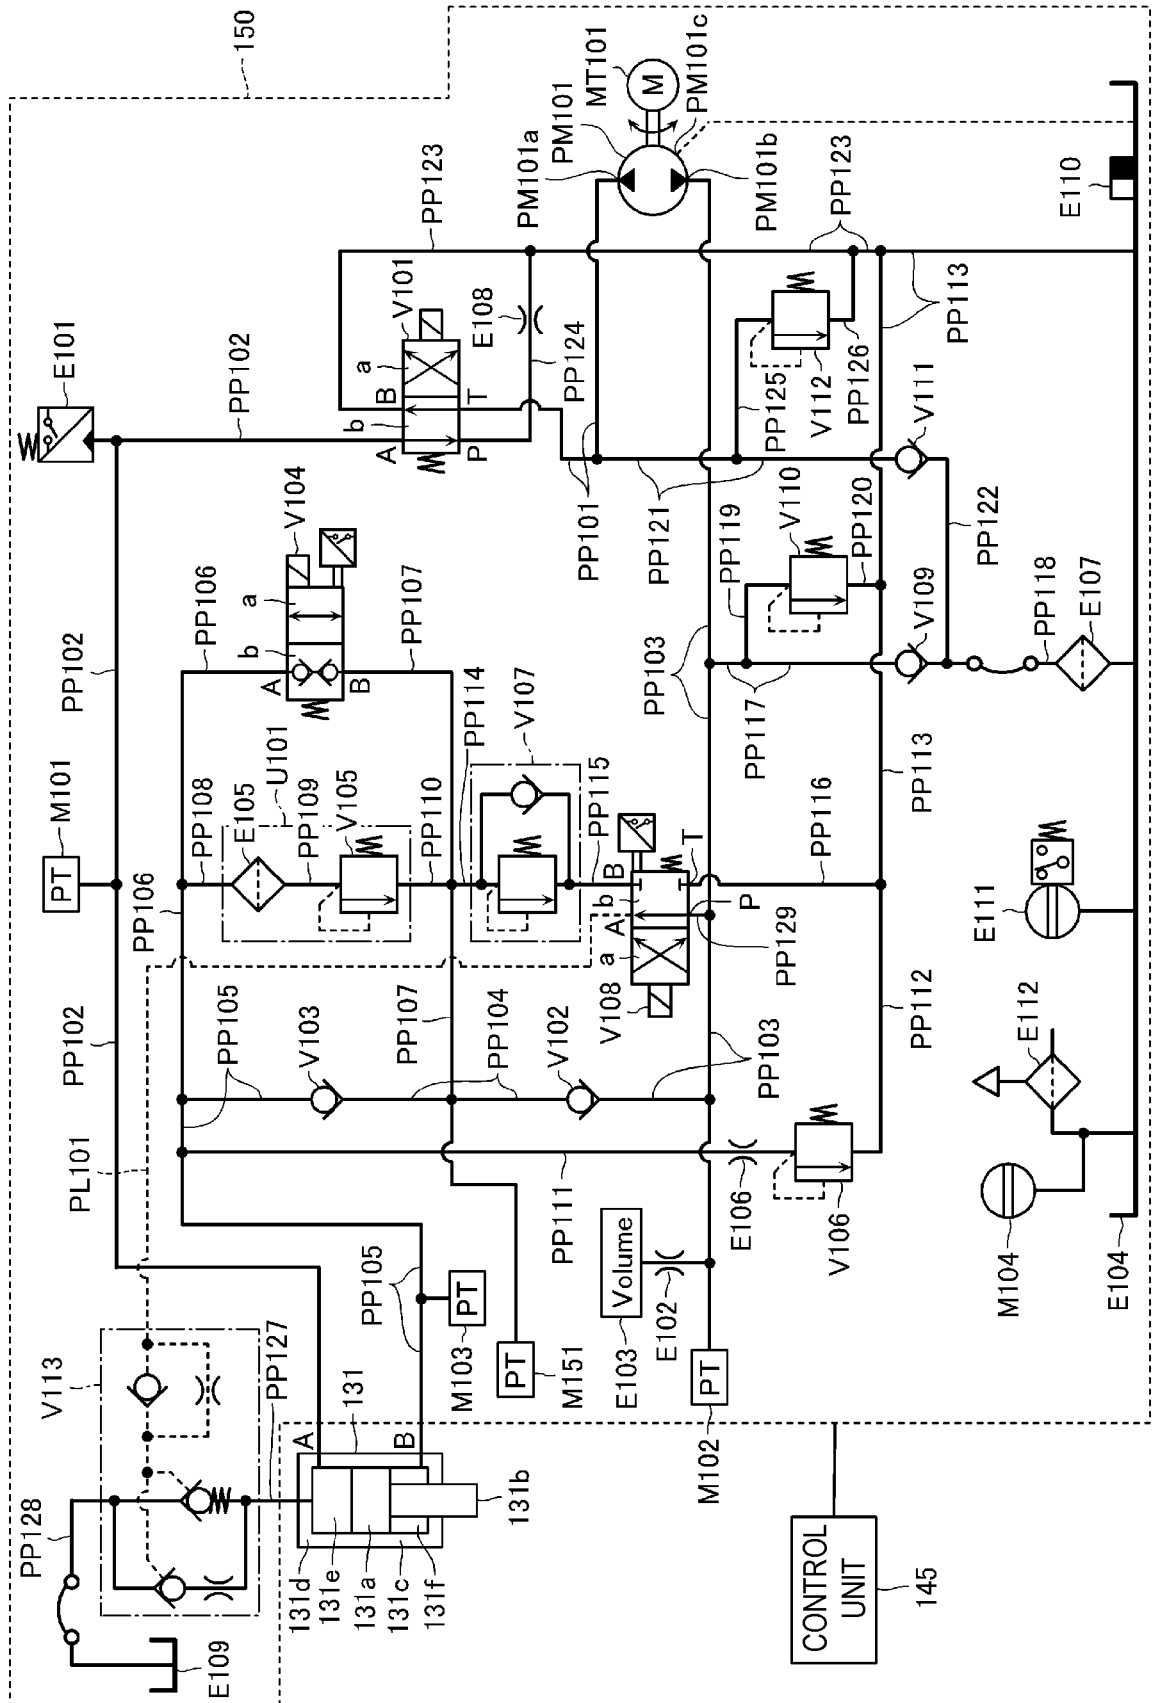 150
E101
PP102
PP123
V101
a
B
b
A
T
P
E108
PP124
MT101
M
PM101
PM101a
PM101c
PM101b
PP123
E110
PP113
PP125
V112
PP126
V111
PP101
PP121
PP119
V110
PP120
PP122
V109
PP118
E107
PP103
PP117
PP113
V104
PP106
a
b
A
B
PP107
PP102
M101
PT
U101
PP108
E105
PP109
V105
PP110
PP114
V107
PP115
B
b
A
a
T
P
PP129
PP116
V108
PP106
PP102
PP105
V103
PP107
PP104
V102
PP103
PP112
E111
E112
PL101
PP111
E106
V106
M104
E104
V113
PP127
PP105
M103
PT
PT
M151
Volume
E103
E102
PT
M102
131
A
B
131b
131d
131e
131a
131c
131f
PP128
E109
CONTROL
UNIT
145